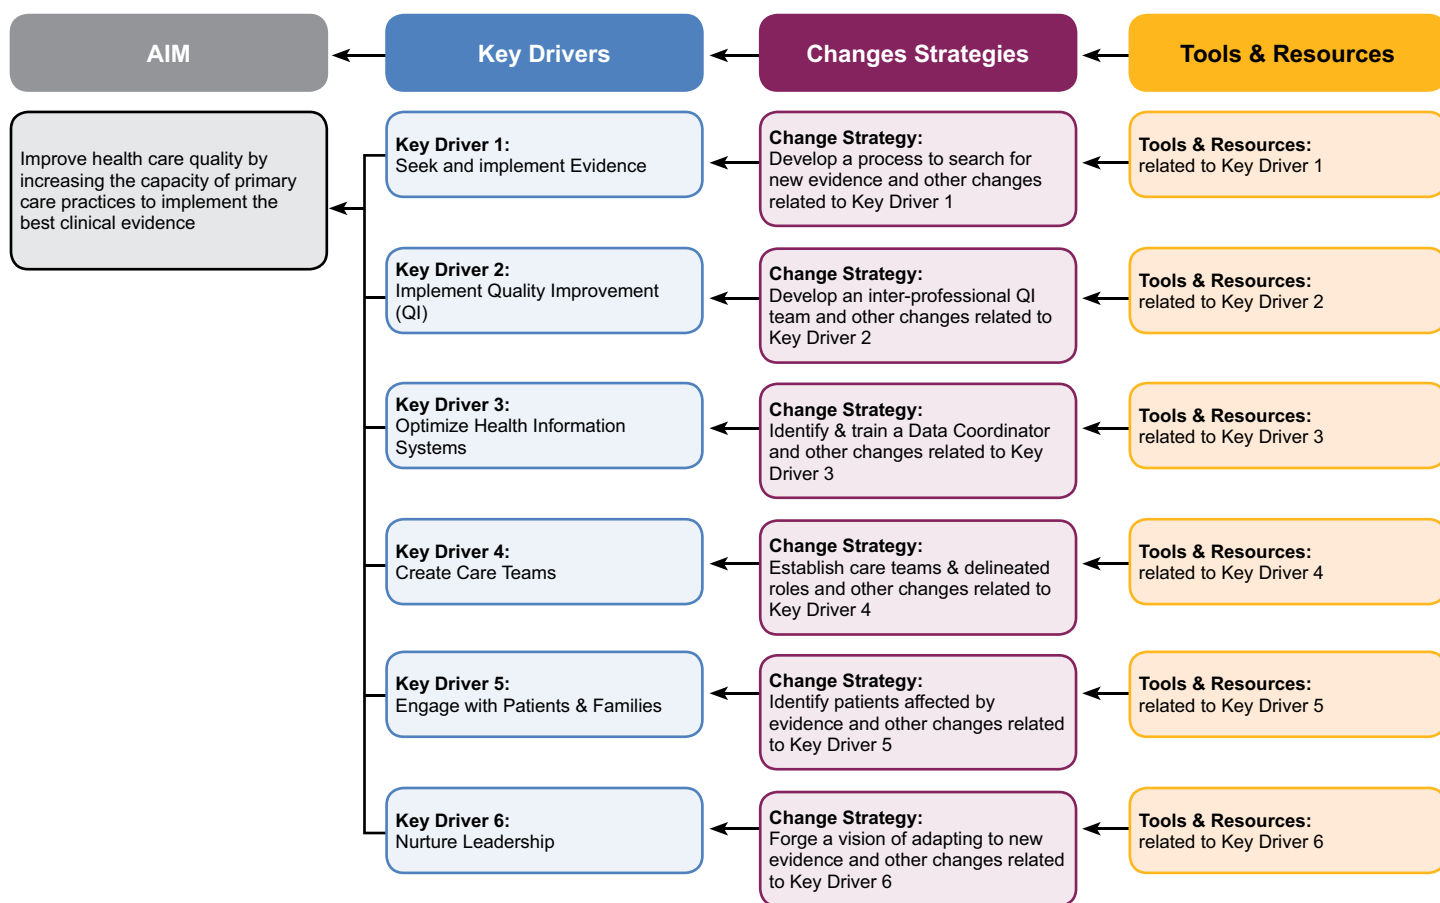 AIM
Key Drivers
Changes Strategies
Tools & Resources
Improve health care quality by
increasing the capacity of primary
care practices to implement the
best clinical evidence
Key Driver 1:
Seek and implement Evidence
Change Strategy:
Develop a process to search for
new evidence and other changes
related to Key Driver 1
Tools & Resources:
related to Key Driver 1
Key Driver 2:
Implement Quality Improvement
(QI)
Change Strategy:
Develop an inter-professional QI
team and other changes related to
Key Driver 2
Tools & Resources:
related to Key Driver 2
Key Driver 3:
Optimize Health Information
Systems
Change Strategy:
Identify & train a Data Coordinator
and other changes related to Key
Driver 3
Tools & Resources:
related to Key Driver 3
Key Driver 4:
Create Care Teams
Change Strategy:
Establish care teams & delineated
roles and other changes related to
Key Driver 4
Tools & Resources:
related to Key Driver 4
Key Driver 5:
Engage with Patients & Families
Change Strategy:
Identify patients affected by
evidence and other changes related
to Key Driver 5
Tools & Resources:
related to Key Driver 5
Key Driver 6:
Nurture Leadership
Change Strategy:
Forge a vision of adapting to new
evidence and other changes related
to Key Driver 6
Tools & Resources:
related to Key Driver 6